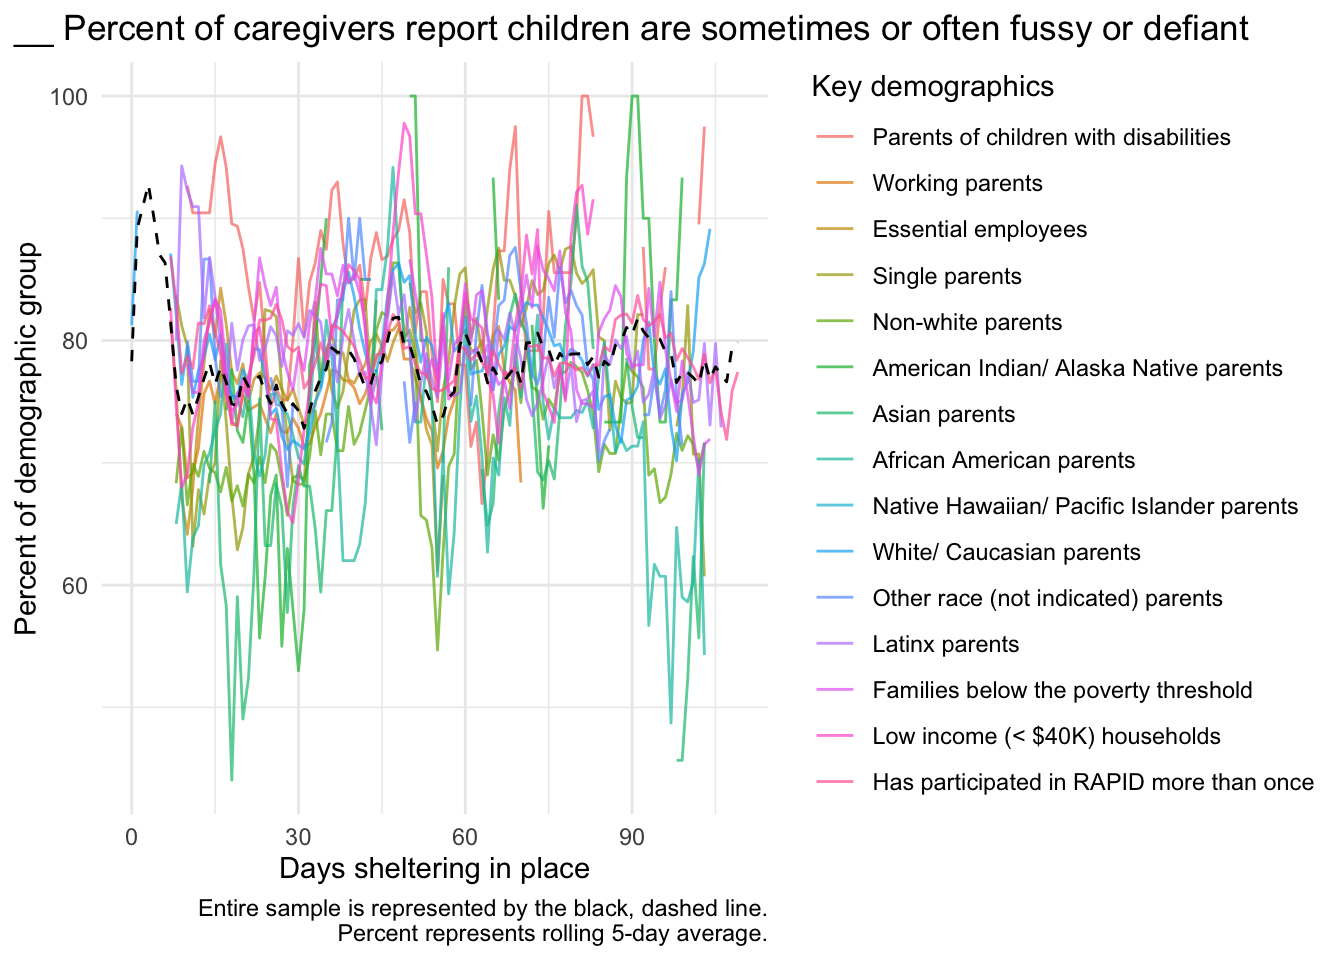 __ Percent of caregivers report children are sometimes or often fussy or defiant
Percent of demographic group
100
80
60
0 30 60 90
Days sheltering in place
Entire sample is represented by the black, dashed line.
Percent represents rolling 5-day average.
Key demographics
Parents of children with disabilities
Working parents
Essential employees
Single parents
Non-white parents
American Indian/ Alaska Native parents
Asian parents
African American parents
Native Hawaiian/ Pacific Islander parents
White/ Caucasian parents
Other race (not indicated) parents
Latinx parents
Families below the poverty threshold
Low income (< $40K) households
Has participated in RAPID more than once